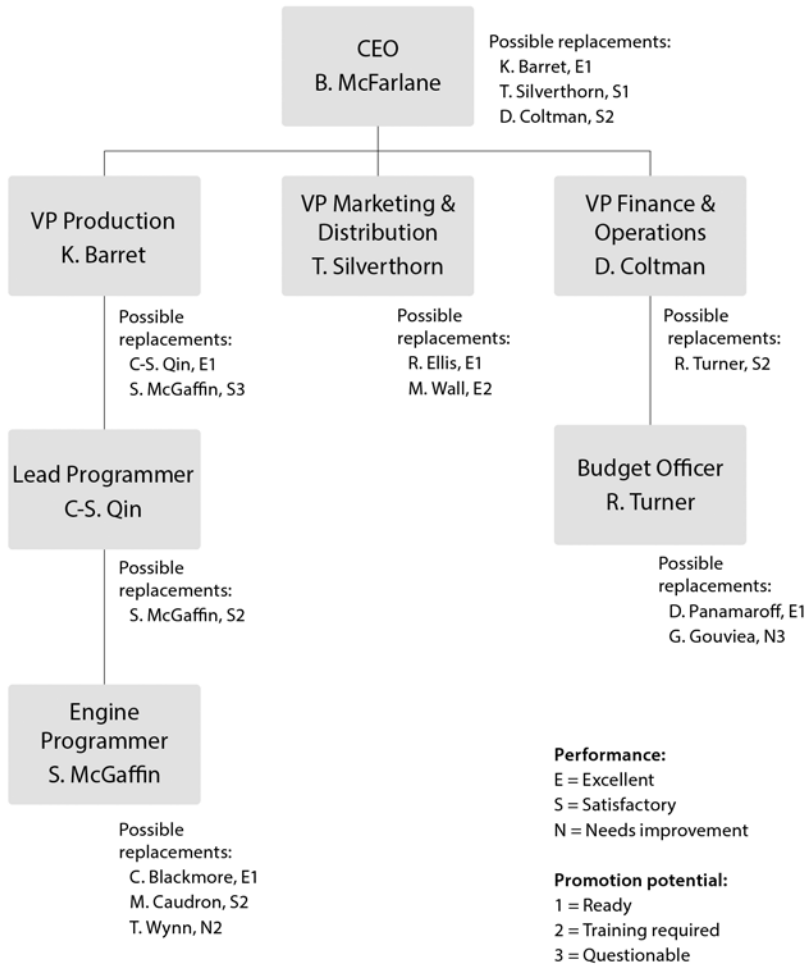 CEO
B. McFarlane
Possible replacements:
K. Barret, E1
T. Silverthorn, S1
D. Coltman, S2
VP Production
K. Barret
VP Marketing &
Distribution
T. Silverthorn
VP Finance &
Operations
D. Coltman
Possible
replacements:
C-S. Qin, E1
S. McGaffin, S3
Possible
replacements:
R. Ellis, E1
M. Wall, E2
Possible
replacements:
R. Turner, S2
Lead Programmer
C-S. Qin
Budget Officer
R. Turner
Possible
replacements:
S. McGaffin, S2
Possible
replacements:
D. Panamaroff, E1
G. Gouviea, N3
Engine
Programmer
S. McGaffin
Possible
replacements:
C. Blackmore, E1
M. Caudron, S2
T. Wynn, N2
Performance:
E = Excellent
S = Satisfactory
N = Needs improvement
Promotion potential:
1 = Ready
2 = Training required
3 = Questionable